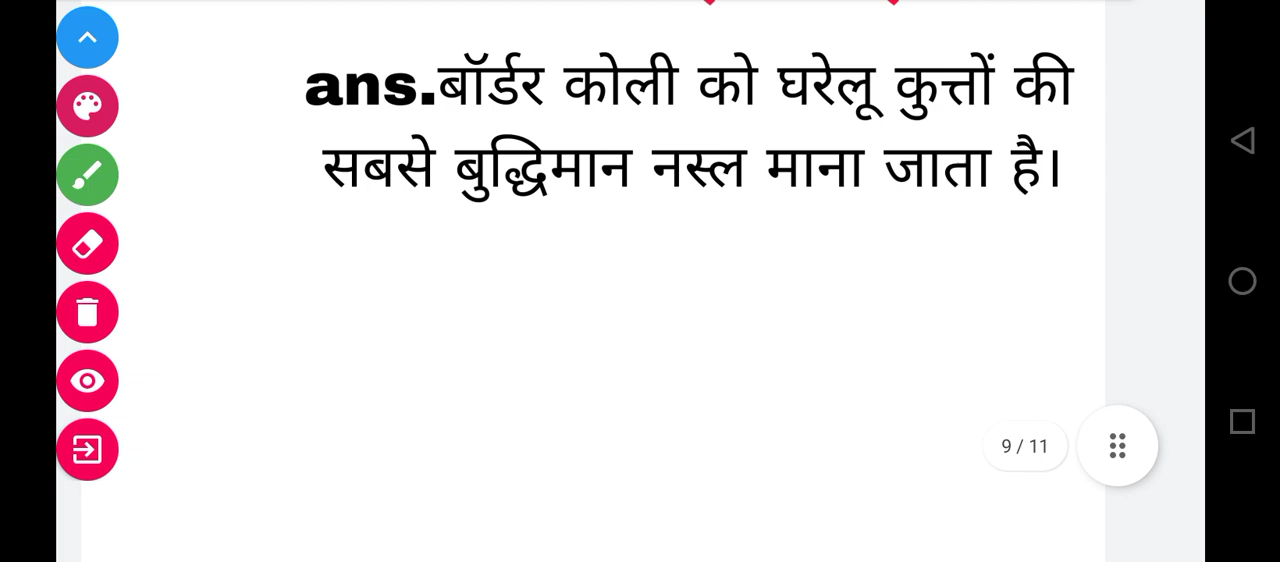 ans.बॉर्डर कोली को घरेलू कुत्तों की
सबसे बुद्धिमान नस्ल माना जाता है।
9 / 11